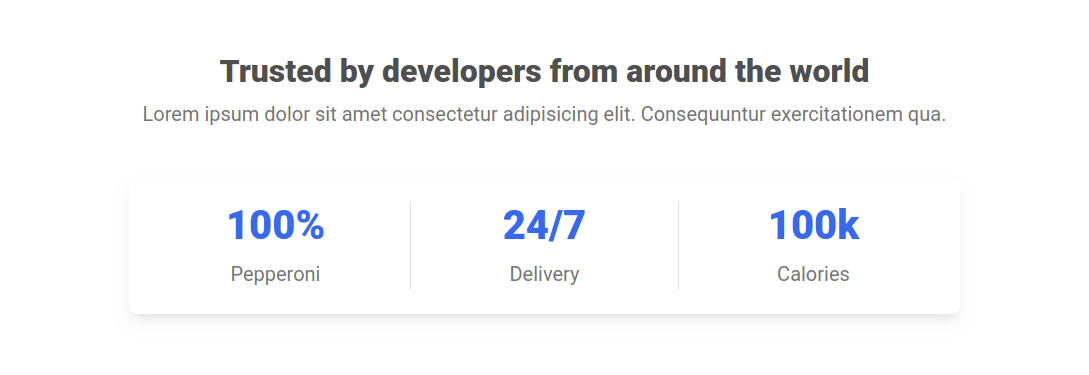 Trusted by developers from around the world
Lorem ipsum dolor sit amet consectetur adipisicing elit. Consequuntur exercitationem qua.
100% 24/7 100k
Pepperoni Delivery Calories